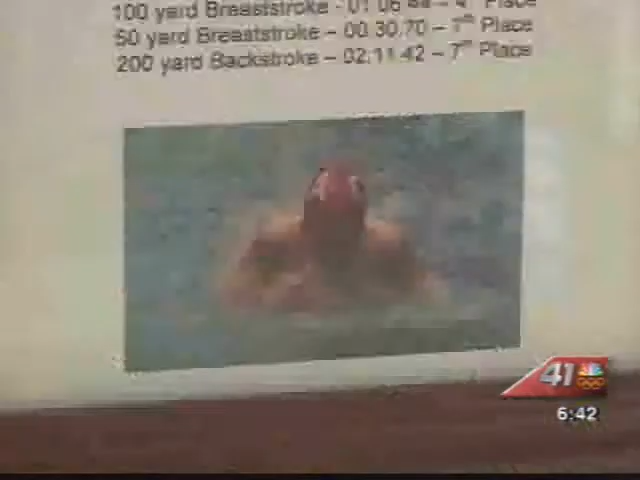 100 yard Breaststroke - 01:06
50 yard Breaststroke – 00:30.70 – 7th Place
200 yard Backstroke – 02:11.42 – 7th Place
41
6:42